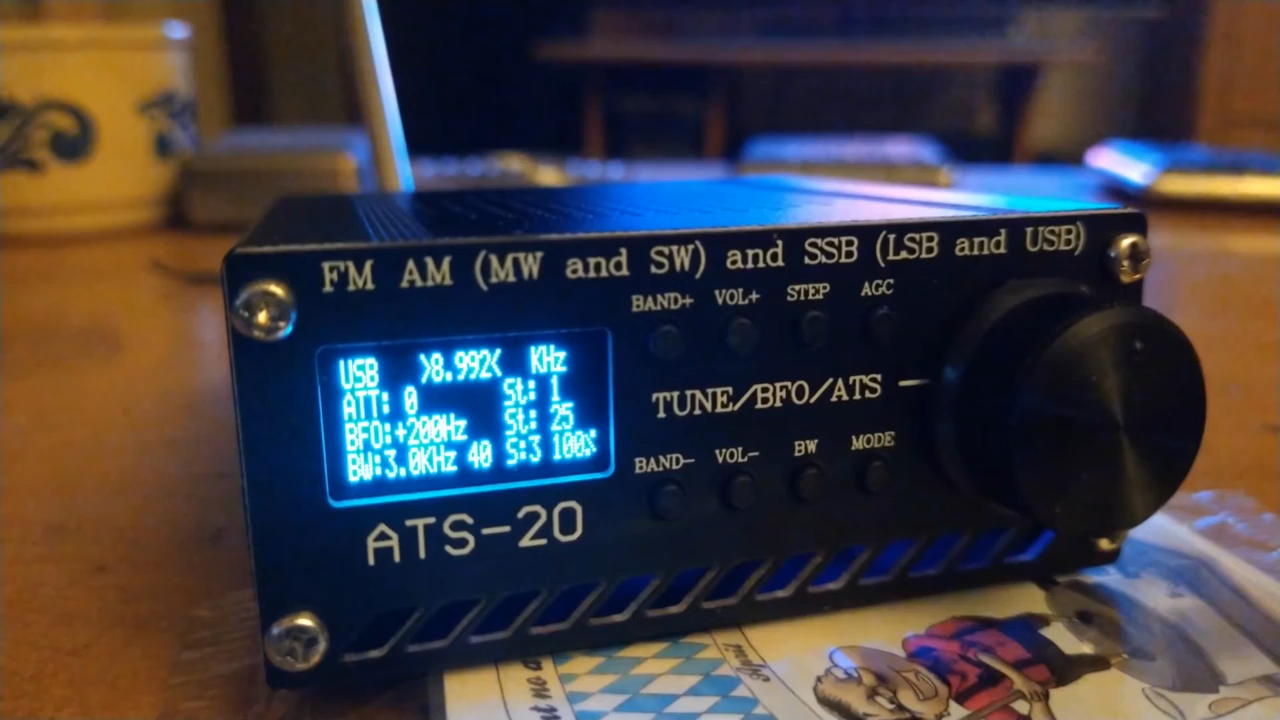 FM AM (MW and SW) and SSB (LSB and USB)
BAND+ VOL+ STEP AGC
USB >8.992< KHz
ATT: 0 St: 1
BFO:+200Hz St: 25
BW:3.0KHz 40 S:3 100%
TUNE/BFO/ATS
BAND- VOL- BW MODE
ATS-20